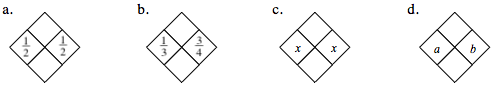 a. b. c. d.
1/2 1/2 1/3 3/4 x x a b